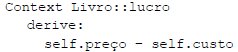 Context Livro::lucro
derive:
self.preço - self.custo